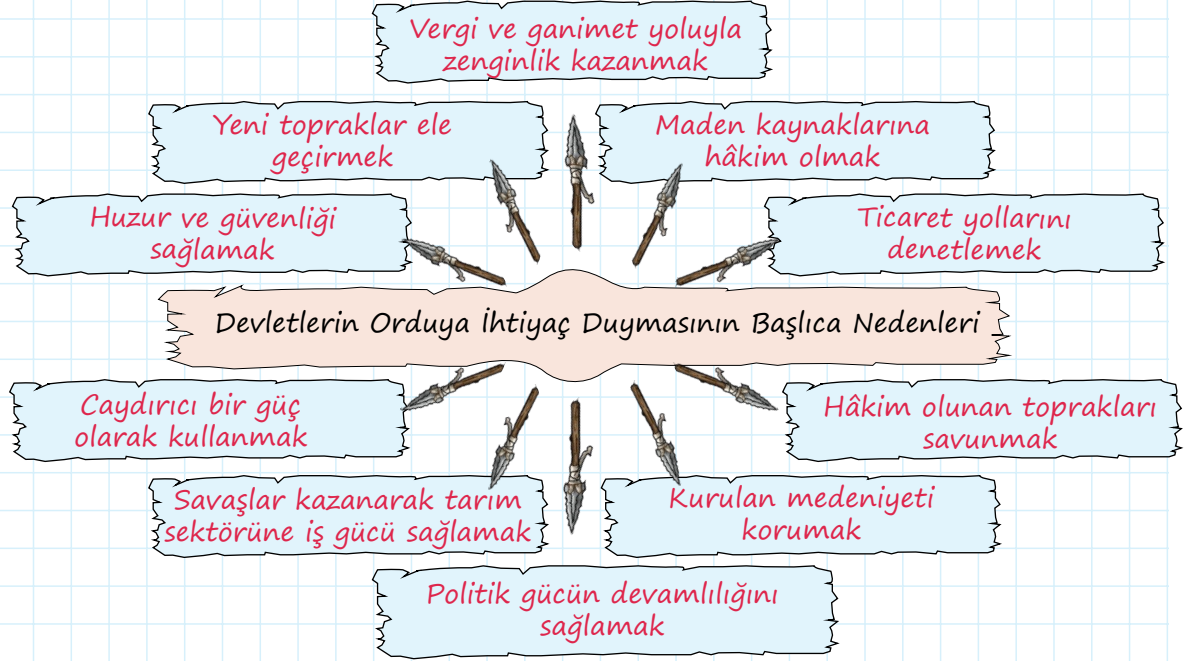 Vergi ve ganimet yoluyla
zenginlik kazanmak
Yeni topraklar ele
geçirmek
Maden kaynaklarına
hâkim olmak
Huzur ve güvenliği
sağlamak
Ticaret yollarını
denetlemek
Devletlerin Orduya İhtiyaç Duymasının Başlıca Nedenleri
Caydırıcı bir güç
olarak kullanmak
Hâkim olunan toprakları
savunmak
Savaşlar kazanarak tarım
sektörüne iş gücü sağlamak
Kurulan medeniyeti
korumak
Politik gücün devamlılığını
sağlamak